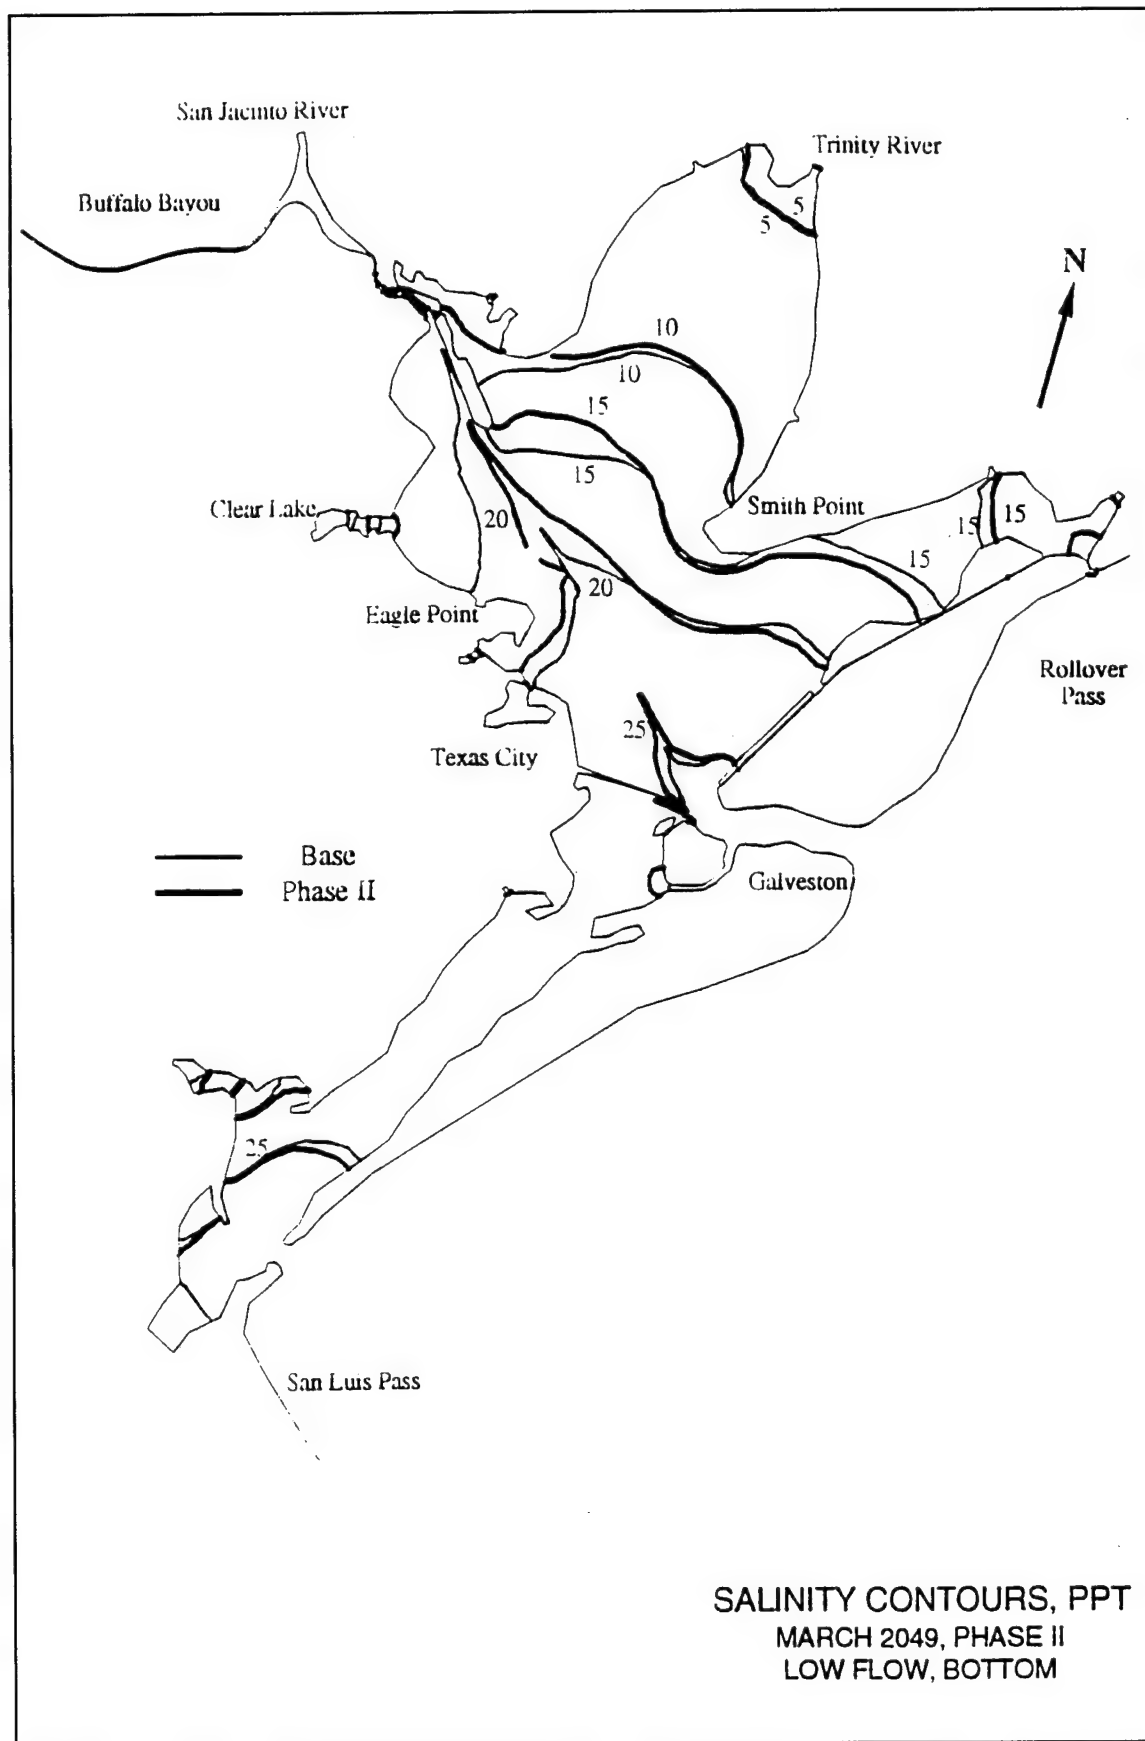 San Jacinto River
Trinity River
Buffalo Bayou
5
5
N
10
10
15
15
Clear Lake
20
Smith Point
15
15
15
20
Eagle Point
Rollover
Pass
25
Texas City
Base
Phase II
Galveston
25
San Luis Pass
SALINITY CONTOURS, PPT
MARCH 2049, PHASE II
LOW FLOW, BOTTOM